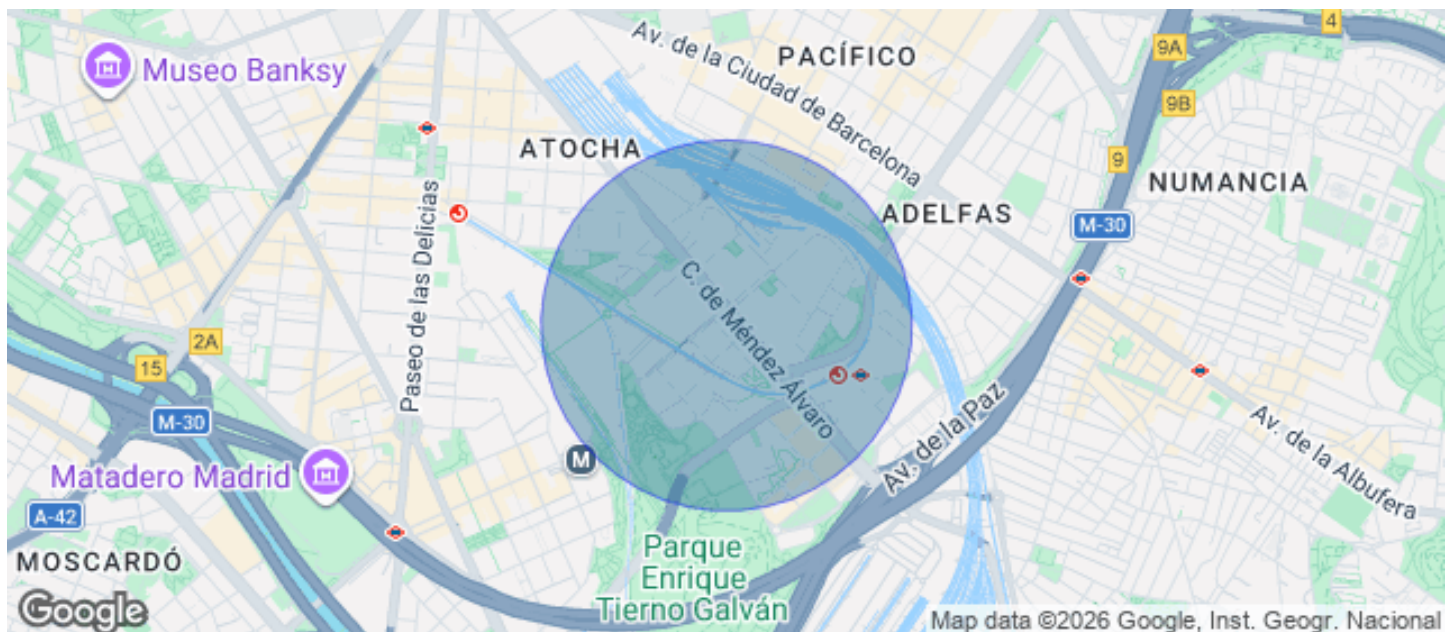 Museo Banksy
Av. de la Ciudad de Barcelona
PACÍFICO
4
9A
9B
ATOCHA
9
NUMANCIA
Paseo de las Delicias
ADELFAS
M-30
C. de Méndez Álvaro
2A
15
M-30
Av. de la Paz
Av. de la Albufera
M
Matadero Madrid
A-42
MOSCARDÓ
Parque
Enrique
Tierno Galván
Google
Map data ©2026 Google, Inst. Geogr. Nacional